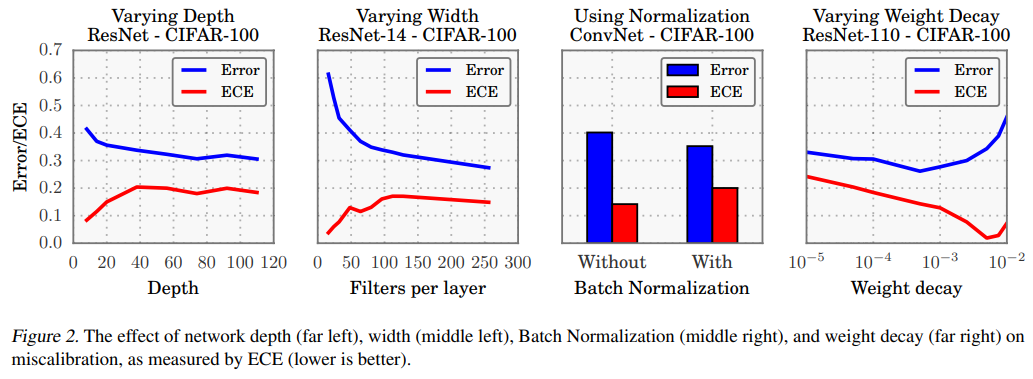 Varying Depth
ResNet - CIFAR-100
Varying Width
ResNet-14 - CIFAR-100
Using Normalization
ConvNet - CIFAR-100
Varying Weight Decay
ResNet-110 - CIFAR-100
Error/ECE
0.7
0.6
0.5
0.4
0.3
0.2
0.1
0.0
Error
ECE
0 20 40 60 80 100 120
Depth
Error
ECE
0 50 100 150 200 250 300
Filters per layer
Error
ECE
Without With
Batch Normalization
Error
ECE
10⁻⁵ 10⁻⁴ 10⁻³ 10⁻²
Weight decay
Figure 2. The effect of network depth (far left), width (middle left), Batch Normalization (middle right), and weight decay (far right) on
miscalibration, as measured by ECE (lower is better).